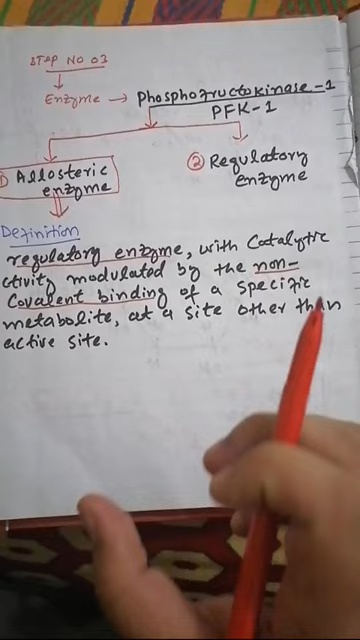 STEP NO 03
Enzyme → Phosphofructokinase-1
PFK-1
① Allosteric enzyme
② Regulatory enzyme
Definition
regulatory enzyme, with Catalytic
ctivity modulated by the non-
Covalent binding of a specific
metabolite, at a site other than
active site.